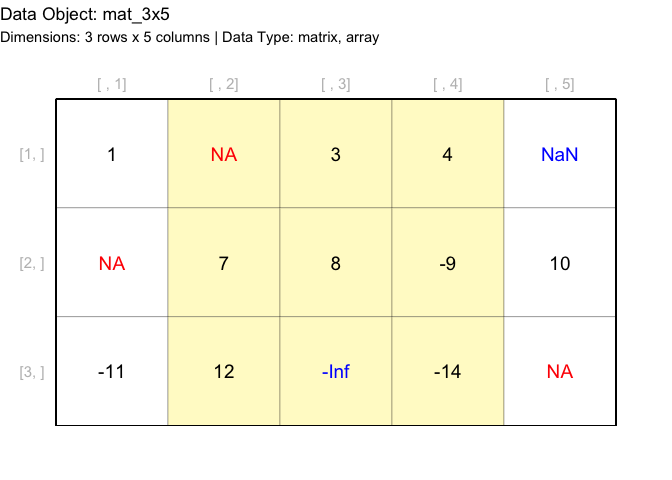 Data Object: mat_3x5
Dimensions: 3 rows x 5 columns | Data Type: matrix, array
[ , 1] [ , 2] [ , 3] [ , 4] [ , 5]
[1, ] 1 NA 3 4 NaN
[2, ] NA 7 8 -9 10
[3, ] -11 12 -Inf -14 NA